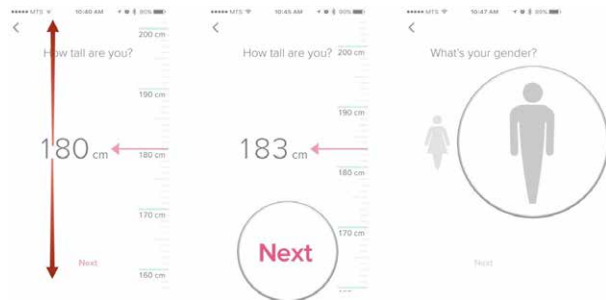 MTS 10:40 AM 80%
How tall are you?
200 cm
190 cm
180 cm
180 cm
170 cm
Next
160 cm
MTS 10:45 AM 80%
How tall are you?
200 cm
190 cm
183 cm
180 cm
170 cm
Next
MTS 10:47 AM 89%
What's your gender?
Next